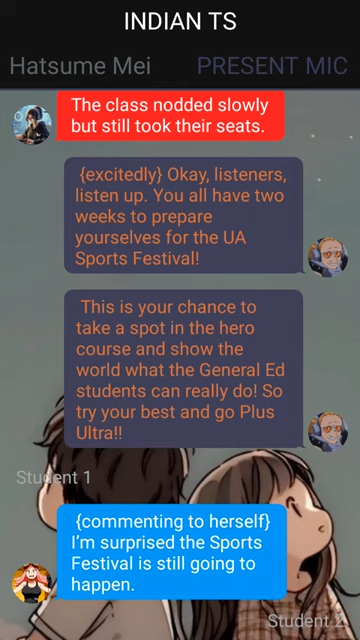 INDIAN TS
Hatsume Mei PRESENT MIC
The class nodded slowly
but still took their seats.
{excitedly} Okay, listeners,
listen up. You all have two
weeks to prepare
yourselves for the UA
Sports Festival!
This is your chance to
take a spot in the hero
course and show the
world what the General Ed
students can really do! So
try your best and go Plus
Ultra!!
Student 1
{commenting to herself}
I'm surprised the Sports
Festival is still going to
happen.
Student 2